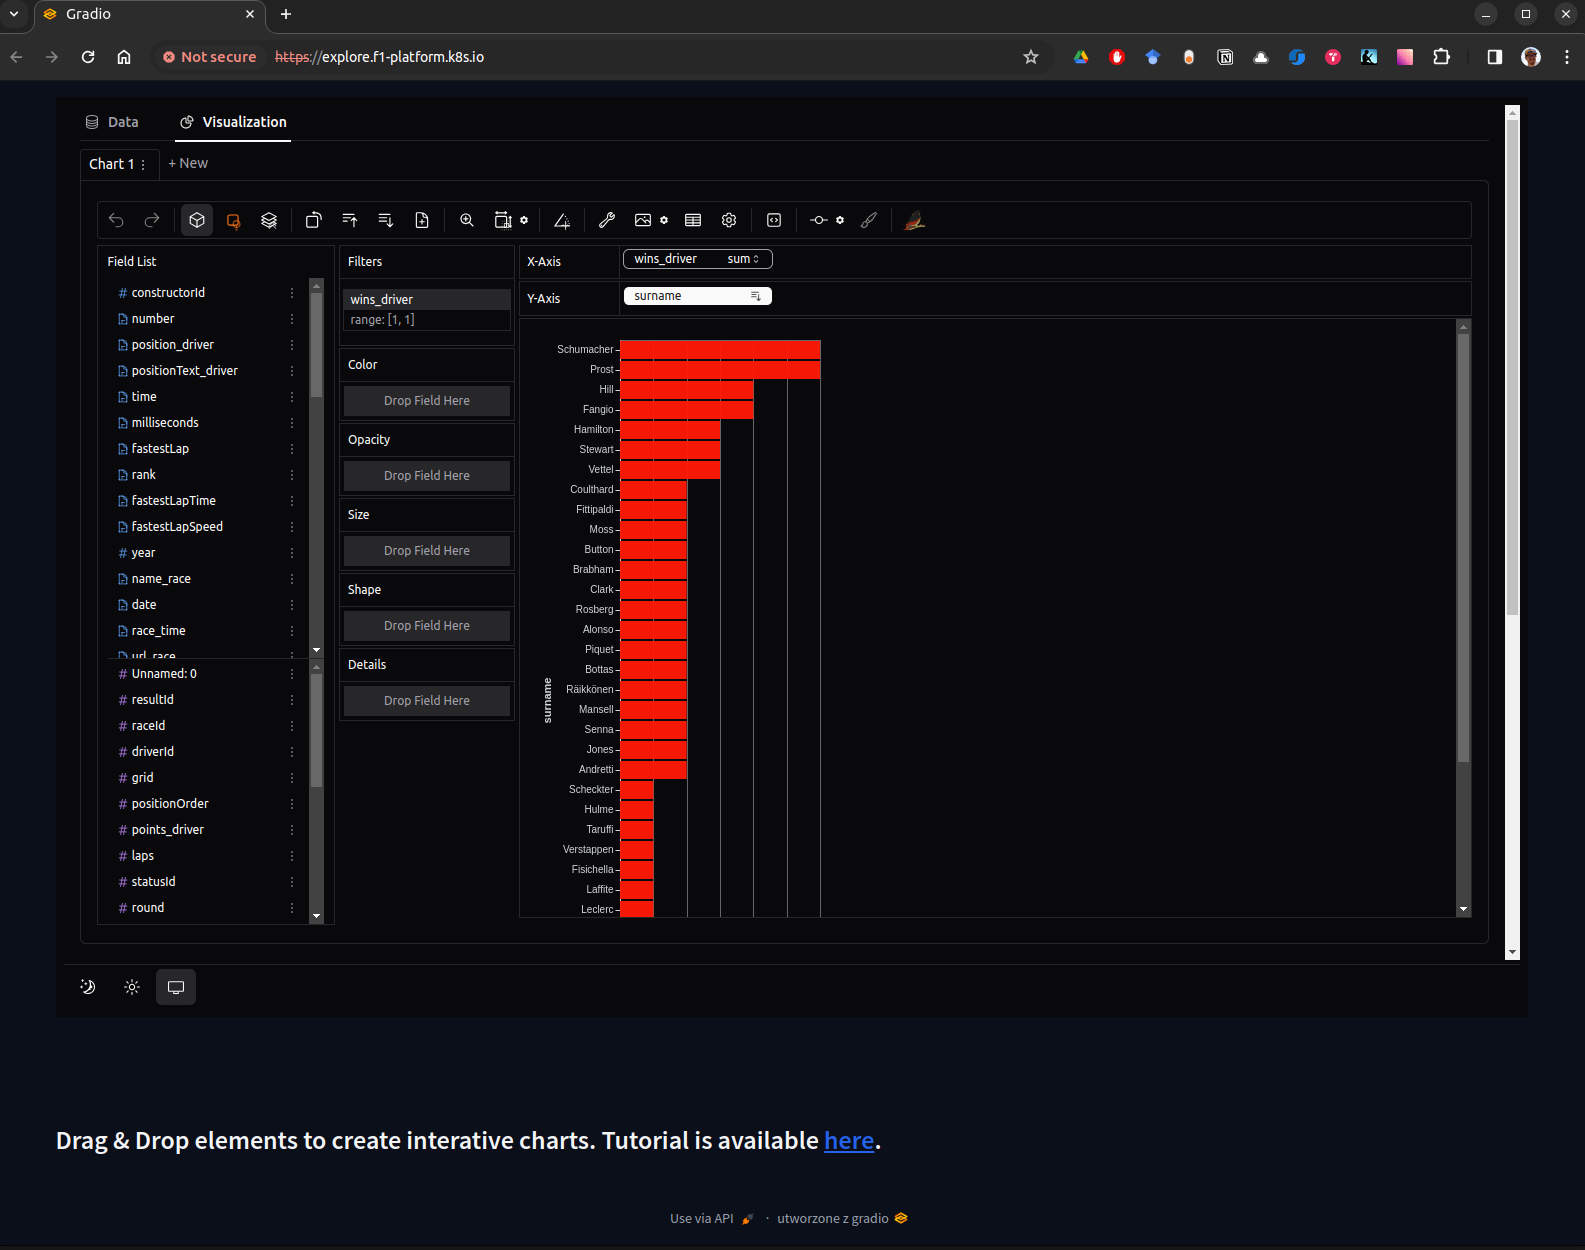 Gradio
Not secure
https://explore.f1-platform.k8s.io
Data
Visualization
Chart 1
+ New
Field List
# constructorId
number
position_driver
positionText_driver
time
milliseconds
fastestLap
rank
fastestLapTime
fastestLapSpeed
# year
name_race
date
race_time
url_race
# Unnamed: 0
# resultId
# raceId
# driverId
# grid
# positionOrder
# points_driver
# laps
# statusId
# round
Filters
wins_driver
range: [1, 1]
Color
Drop Field Here
Opacity
Drop Field Here
Size
Drop Field Here
Shape
Drop Field Here
Details
Drop Field Here
X-Axis
wins_driver sum
Y-Axis
surname
surname
Schumacher
Prost
Hill
Fangio
Hamilton
Stewart
Vettel
Coulthard
Fittipaldi
Moss
Button
Brabham
Clark
Rosberg
Alonso
Piquet
Bottas
Räikkönen
Mansell
Senna
Jones
Andretti
Scheckter
Hulme
Taruffi
Verstappen
Fisichella
Laffite
Leclerc
Drag & Drop elements to create interative charts. Tutorial is available here.
Use via API · utworzone z gradio